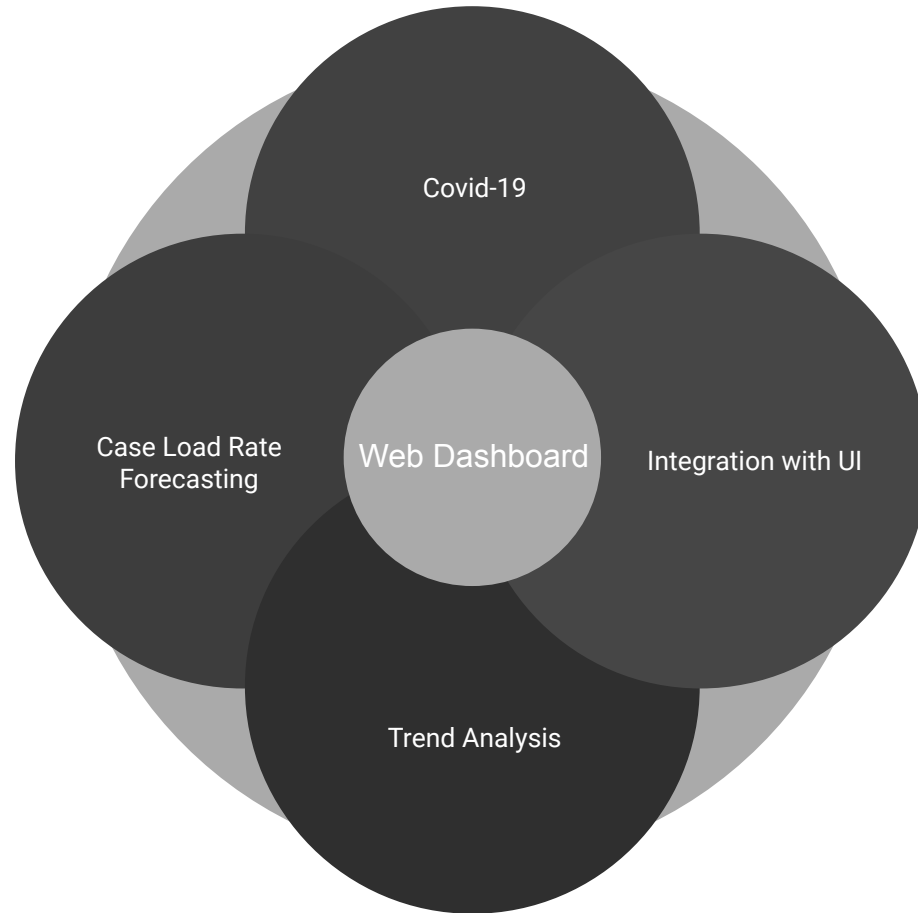 Covid-19
Case Load Rate
Forecasting
Web Dashboard
Integration with UI
Trend Analysis